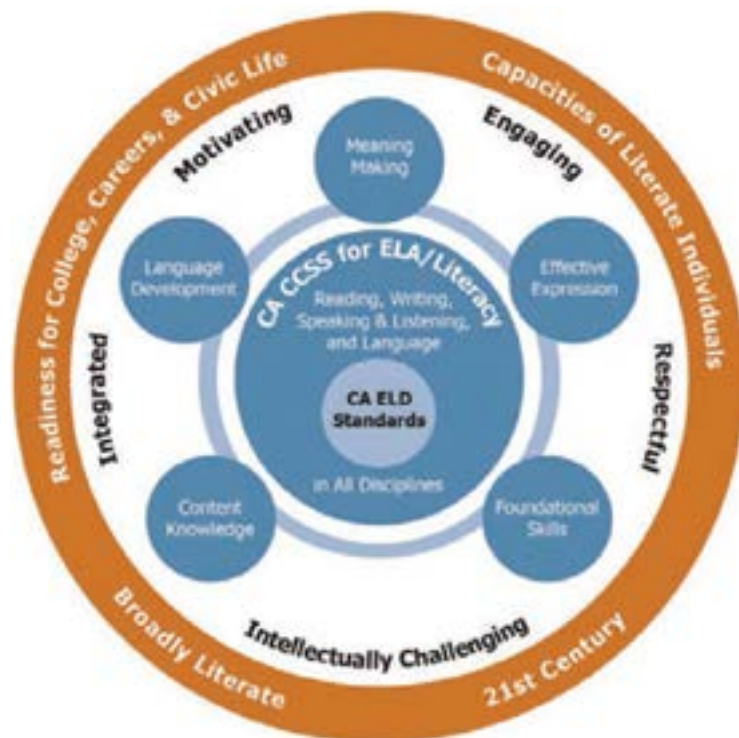 Readiness for College, Careers, & Civic Life
Capacities of Literate Individuals
Motivating
Engaging
Meaning
Making
Language
Development
Effective
Expression
CA CCSS for ELA/Literacy
Reading, Writing,
Speaking & Listening,
and Language
CA ELD
Standards
in All Disciplines
Integrated
Respectful
Content
Knowledge
Foundational
Skills
Intellectually Challenging
Broadly Literate
21st Century